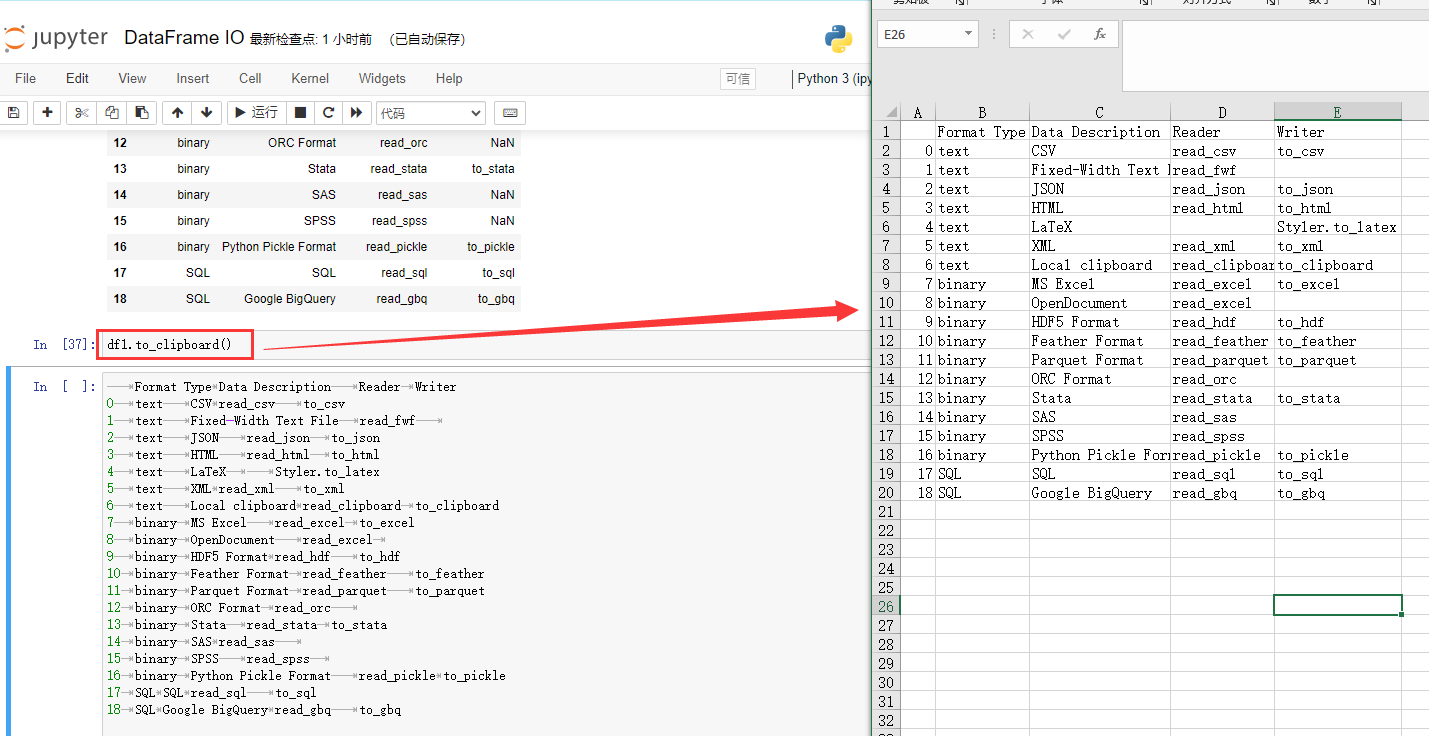 jupyter DataFrame IO 最新检查点: 1 小时前 （已自动保存）
File Edit View Insert Cell Kernel Widgets Help 可信 Python 3 (ipy
运行 代码
12 binary ORC Format read_orc NaN
13 binary Stata read_stata to_stata
14 binary SAS read_sas NaN
15 binary SPSS read_spss NaN
16 binary Python Pickle Format read_pickle to_pickle
17 SQL SQL read_sql to_sql
18 SQL Google BigQuery read_gbq to_gbq
In [37]: df1.to_clipboard()
In [ ]: Format Type Data Description Reader Writer
0 text CSV read_csv to_csv
1 text Fixed-Width Text File read_fwf
2 text JSON read_json to_json
3 text HTML read_html to_html
4 text LaTeX Styler.to_latex
5 text XML read_xml to_xml
6 text Local clipboard read_clipboard to_clipboard
7 binary MS Excel read_excel to_excel
8 binary OpenDocument read_excel
9 binary HDF5 Format read_hdf to_hdf
10 binary Feather Format read_feather to_feather
11 binary Parquet Format read_parquet to_parquet
12 binary ORC Format read_orc
13 binary Stata read_stata to_stata
14 binary SAS read_sas
15 binary SPSS read_spss
16 binary Python Pickle Format read_pickle to_pickle
17 SQL SQL read_sql to_sql
18 SQL Google BigQuery read_gbq to_gbq
E26 fx
A B C D E
1 Format Type Data Description Reader Writer
2 0 text CSV read_csv to_csv
3 1 text Fixed-Width Text read_fwf
4 2 text JSON read_json to_json
5 3 text HTML read_html to_html
6 4 text LaTeX Styler.to_latex
7 5 text XML read_xml to_xml
8 6 text Local clipboard read_clipboar to_clipboard
9 7 binary MS Excel read_excel to_excel
10 8 binary OpenDocument read_excel
11 9 binary HDF5 Format read_hdf to_hdf
12 10 binary Feather Format read_feather to_feather
13 11 binary Parquet Format read_parquet to_parquet
14 12 binary ORC Format read_orc
15 13 binary Stata read_stata to_stata
16 14 binary SAS read_sas
17 15 binary SPSS read_spss
18 16 binary Python Pickle For read_pickle to_pickle
19 17 SQL SQL read_sql to_sql
20 18 SQL Google BigQuery read_gbq to_gbq
21
22
23
24
25
26
27
28
29
30
31
32